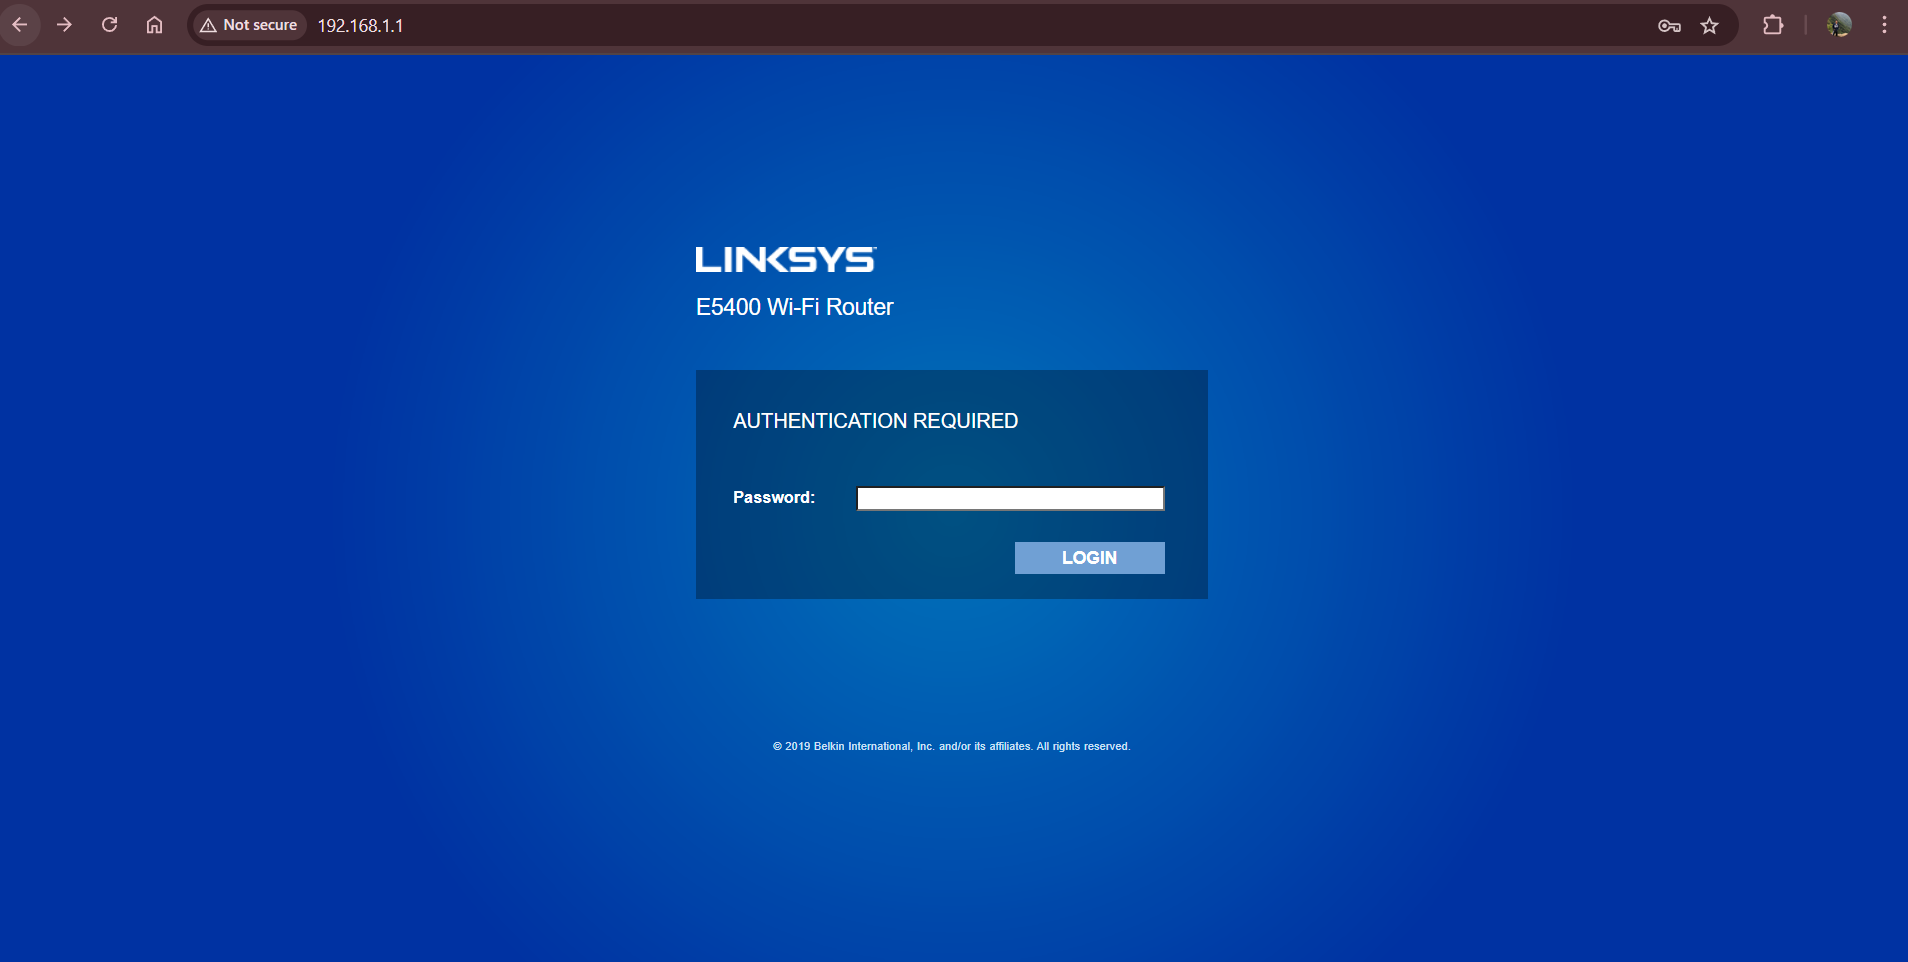 Not secure 192.168.1.1
LINKSYS™
E5400 Wi-Fi Router
AUTHENTICATION REQUIRED
Password:
LOGIN
© 2019 Belkin International, Inc. and/or its affiliates. All rights reserved.